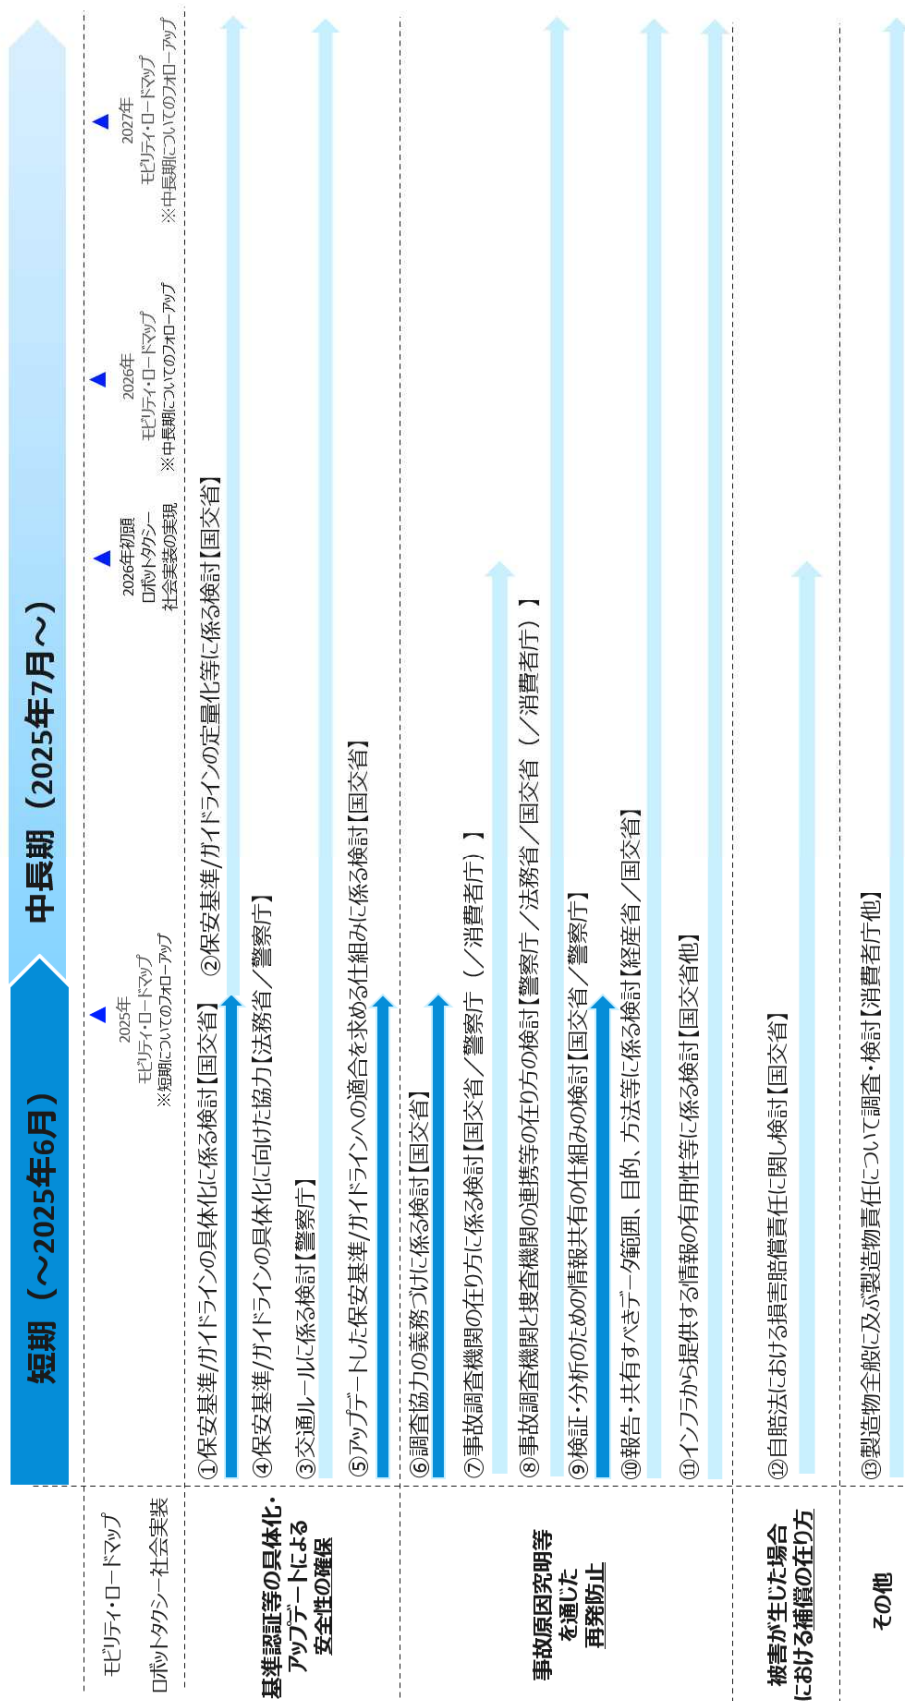 短期（～2025年6月）
中長期（2025年7月～）
モビリティ・ロードマップ
ロボットタクシー社会実装
▲
2025年
モビリティ・ロードマップ
※短期についてのフォローアップ
▲
2026年初頭
ロボットタクシー
社会実装の実現
▲
2026年
モビリティ・ロードマップ
※中長期についてのフォローアップ
▲
2027年
モビリティ・ロードマップ
※中長期についてのフォローアップ
基準認証等の具体化・
アップデートによる
安全性の確保
①保安基準/ガイドラインの具体化に係る検討【国交省】
②保安基準/ガイドラインの定量化等に係る検討【国交省】
④保安基準/ガイドラインの具体化に向けた協力【法務省／警察庁】
③交通ルールに係る検討【警察庁】
⑤アップデートした保安基準/ガイドラインへの適合を求める仕組みに係る検討【国交省】
事故原因究明等
を通じた
再発防止
⑥調査協力の義務づけに係る検討【国交省】
⑦事故調査機関の在り方に係る検討【国交省／警察庁（／消費者庁）】
⑧事故調査機関と捜査機関の連携等の在り方の検討【警察庁／法務省／国交省（／消費者庁）】
⑨検証・分析のための情報共有の仕組みの検討【国交省／警察庁】
⑩報告・共有すべきデータ範囲、目的、方法等に係る検討【経産省／国交省】
⑪インフラから提供する情報の有用性等に係る検討【国交省他】
被害が生じた場合
における補償の在り方
⑫自賠法における損害賠償責任に関し検討【国交省】
その他
⑬製造物全般に及ぶ製造物責任について調査・検討【消費者庁他】